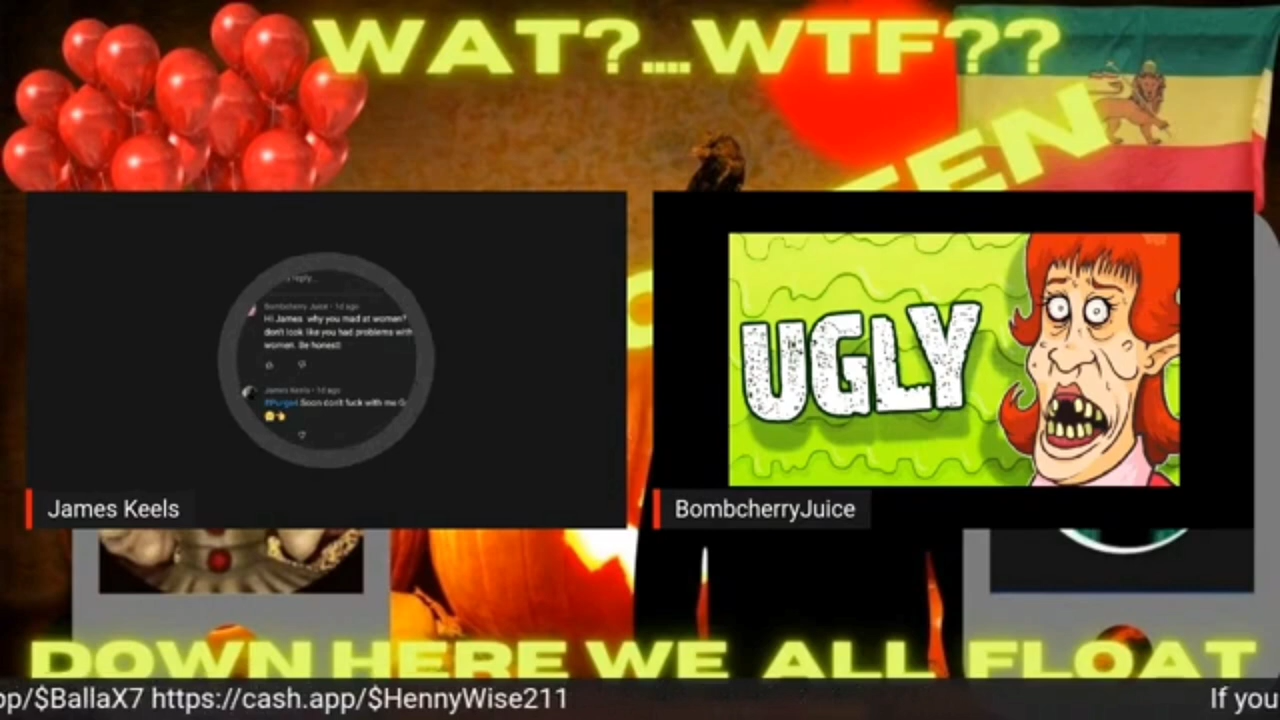 WAT?....WTF??
EEN
reply...
Bombcherry Juice • 1d ago
Hi James why you mad at women?
don't look like you had problems with
women. Be honest!
James Keels • 1d ago
Soon don't fuck with me
UGLY
James Keels
BombcherryJuice
DOWN HERE WE ALL FLOAT
pp/$BallaX7 https://cash.app/$HennyWise211
If you